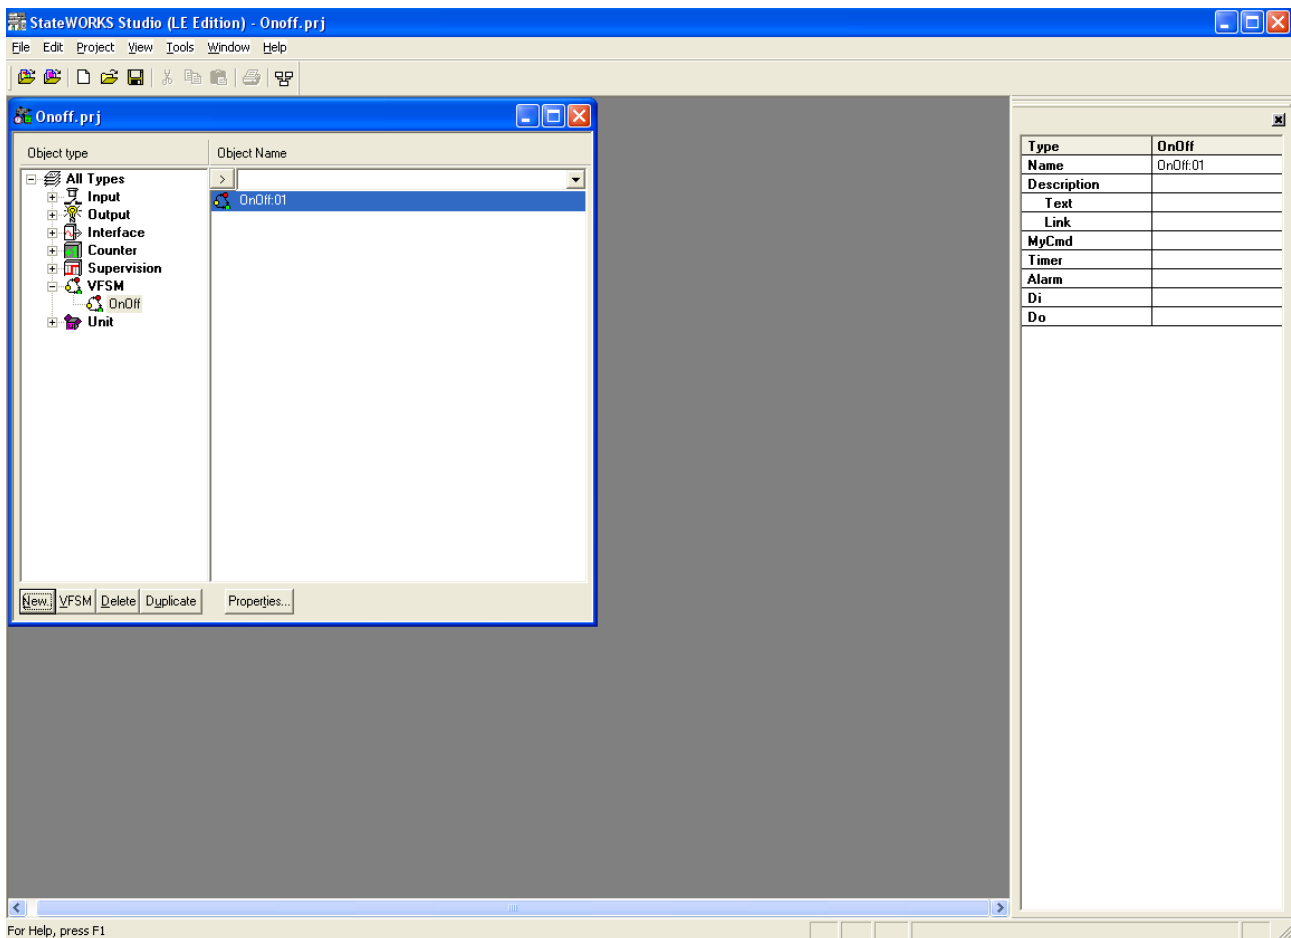 StateWORKS Studio (LE Edition) - Onoff.prj
File Edit Project View Tools Window Help
Onoff.prj
Object type Object Name
All Types >
Input OnOff:01
Output
Interface
Counter
Supervision
VFSM
OnOff
Unit
New... VFSM Delete Duplicate Properties...
Type OnOff
Name OnOff:01
Description
Text
Link
MyCmd
Timer
Alarm
Di
Do
For Help, press F1